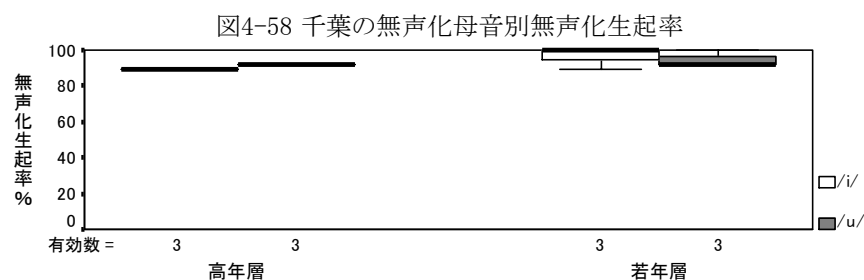 図4-58 千葉の無声化母音別無声化生起率
無声化生起率%
100
80
60
40
20
0
/i/
/u/
有効数 = 3 3 3 3
高年層 若年層